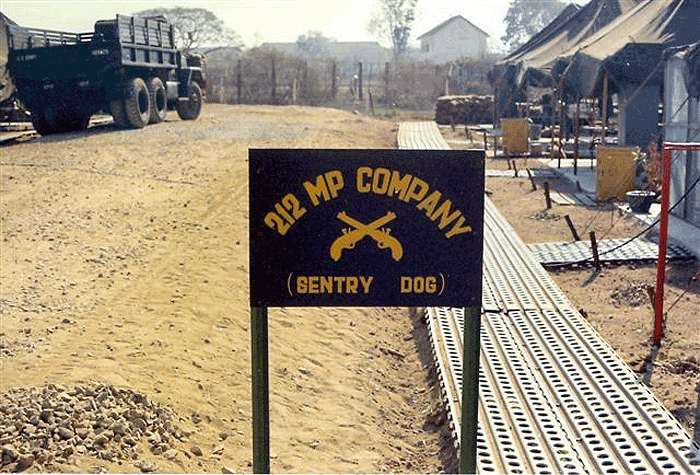 212 MP COMPANY
(SENTRY DOG)